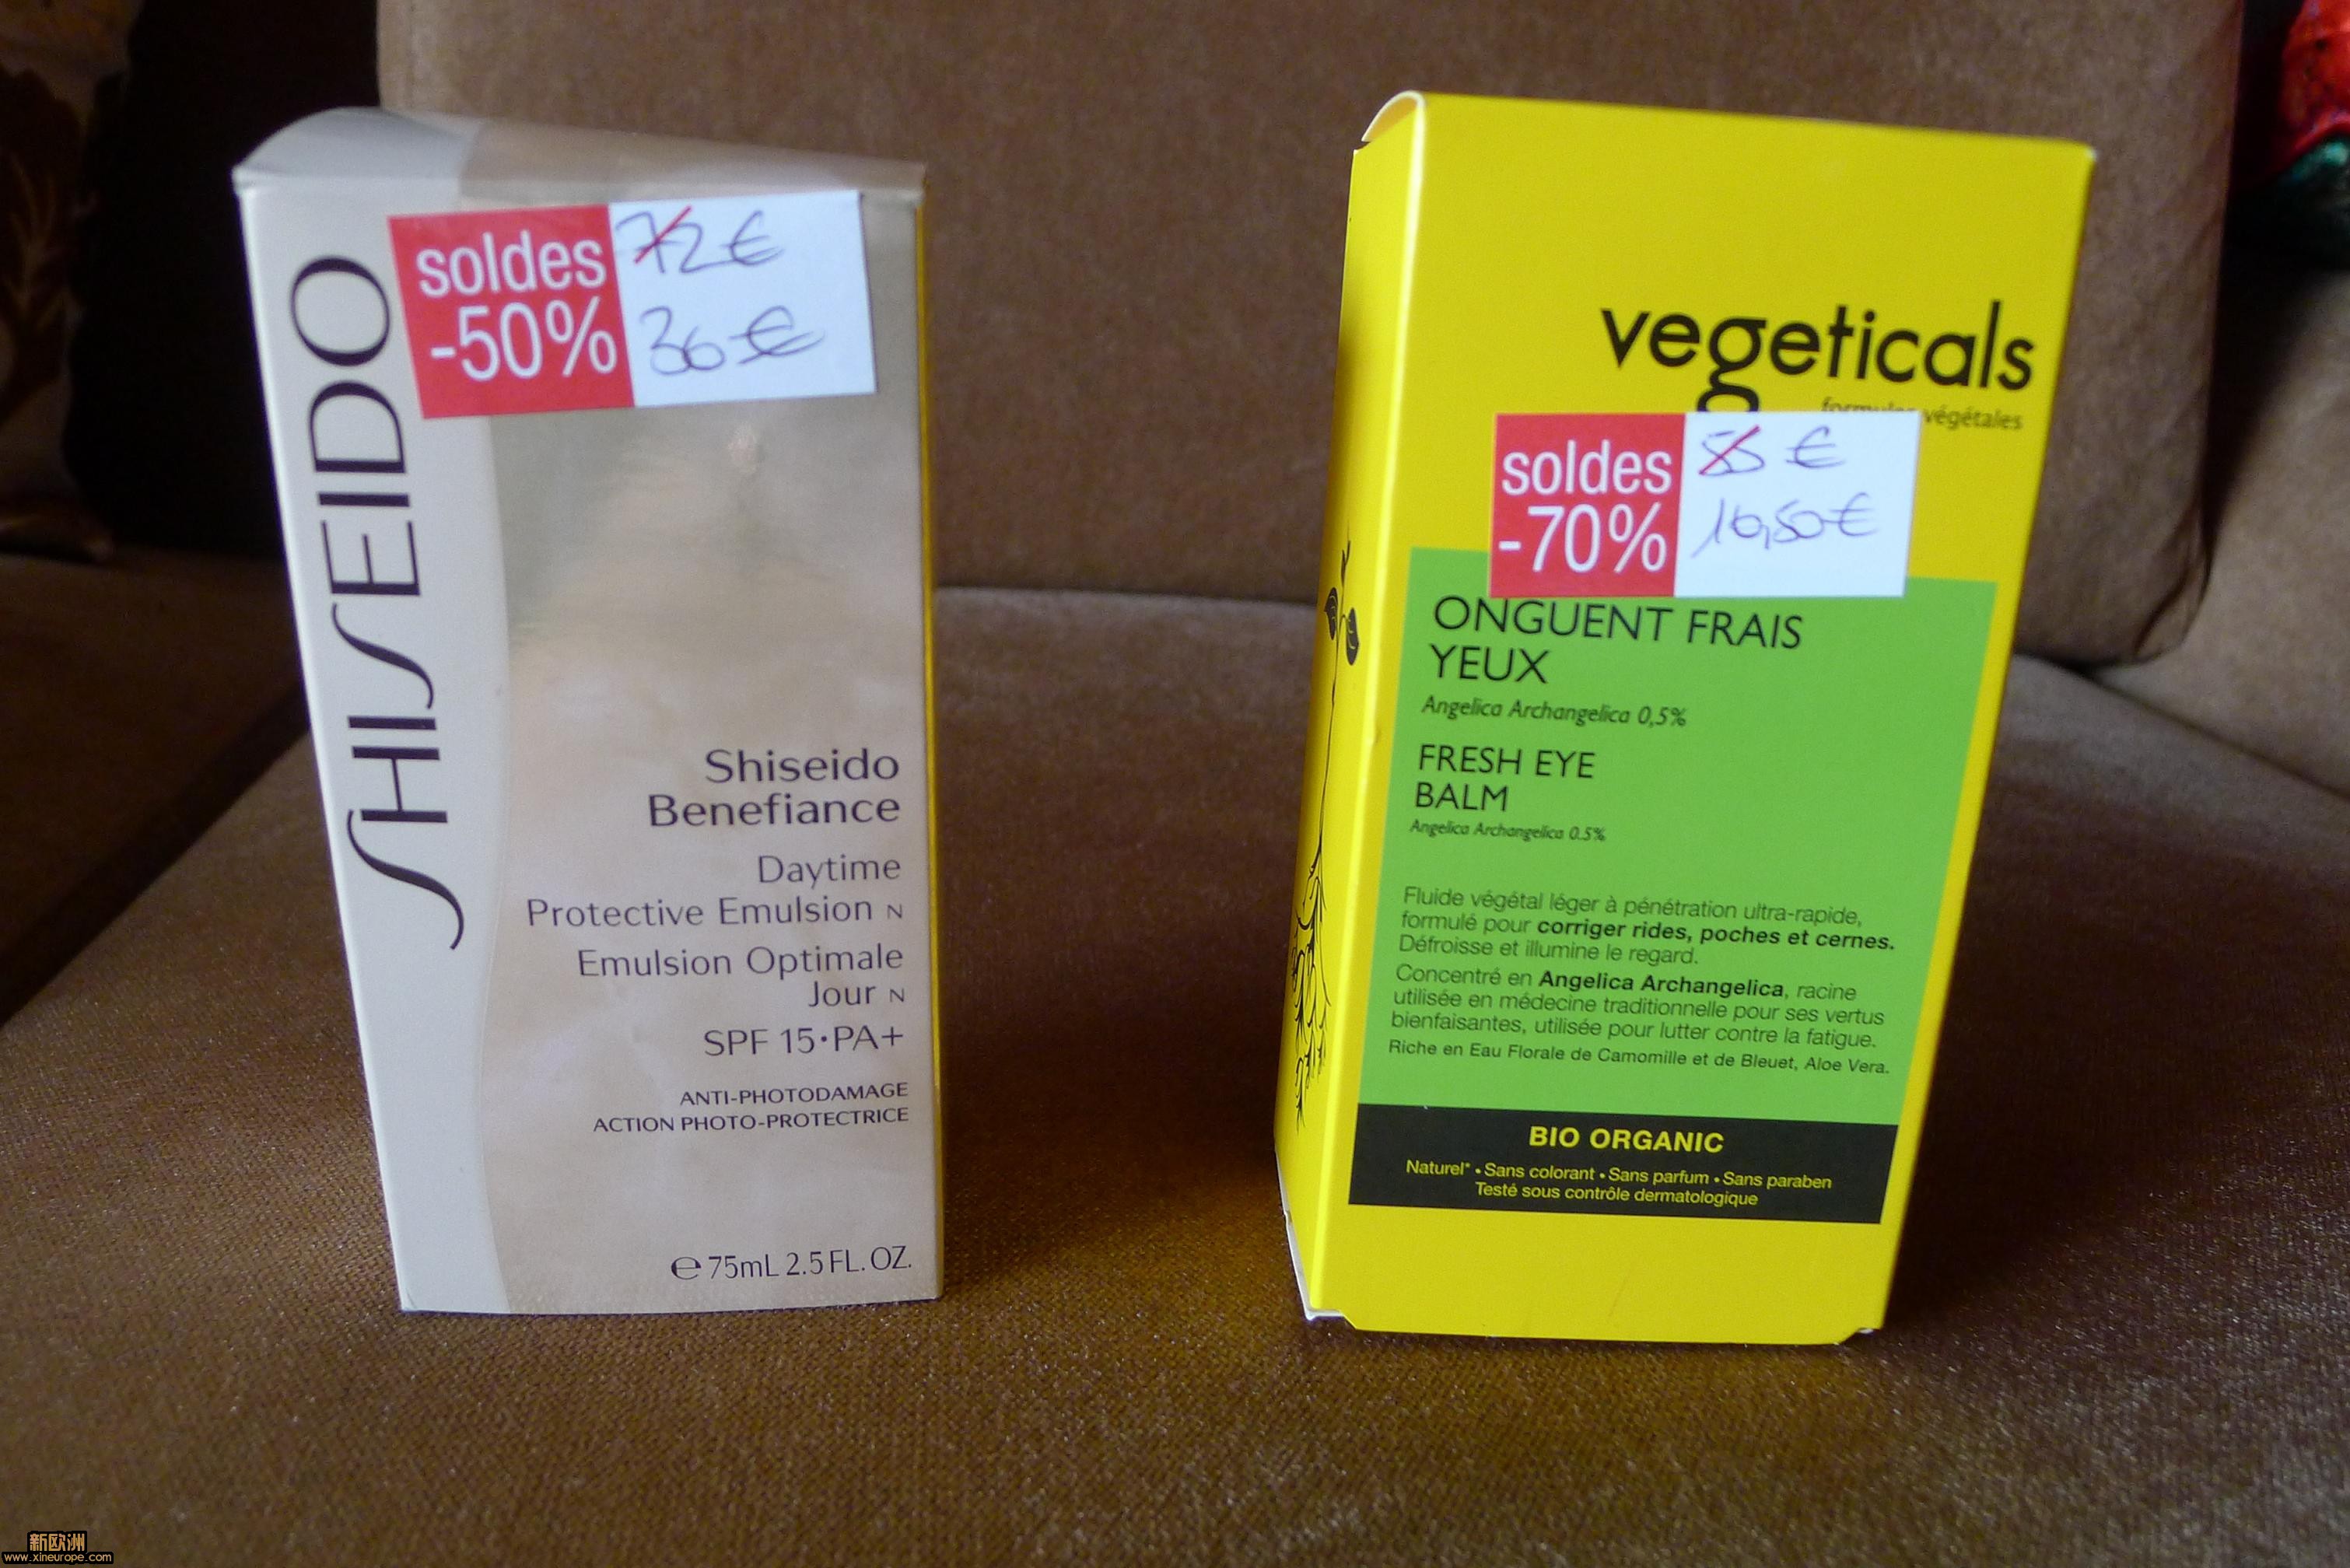 SHISEIDO
soldes
-50%
72€
36€
Shiseido
Benefiance
Daytime
Protective Emulsion N
Emulsion Optimale
Jour N
SPF 15•PA+
ANTI-PHOTODAMAGE
ACTION PHOTO-PROTECTRICE
℮ 75mL 2.5 FL. OZ.
vegeticals
formules végétales
soldes
-70%
55 €
16,50€
ONGUENT FRAIS
YEUX
Angelica Archangelica 0,5%
FRESH EYE
BALM
Angelica Archangelica 0.5%
Fluide végétal léger à pénétration ultra-rapide,
formulé pour corriger rides, poches et cernes.
Défroisse et illumine le regard.
Concentré en Angelica Archangelica, racine
utilisée en médecine traditionnelle pour ses vertus
bienfaisantes, utilisée pour lutter contre la fatigue.
Riche en Eau Florale de Camomille et de Bleuet, Aloe Vera.
BIO ORGANIC
Naturel* • Sans colorant • Sans parfum • Sans paraben
Testé sous contrôle dermatologique
新欧洲
www.xineurope.com